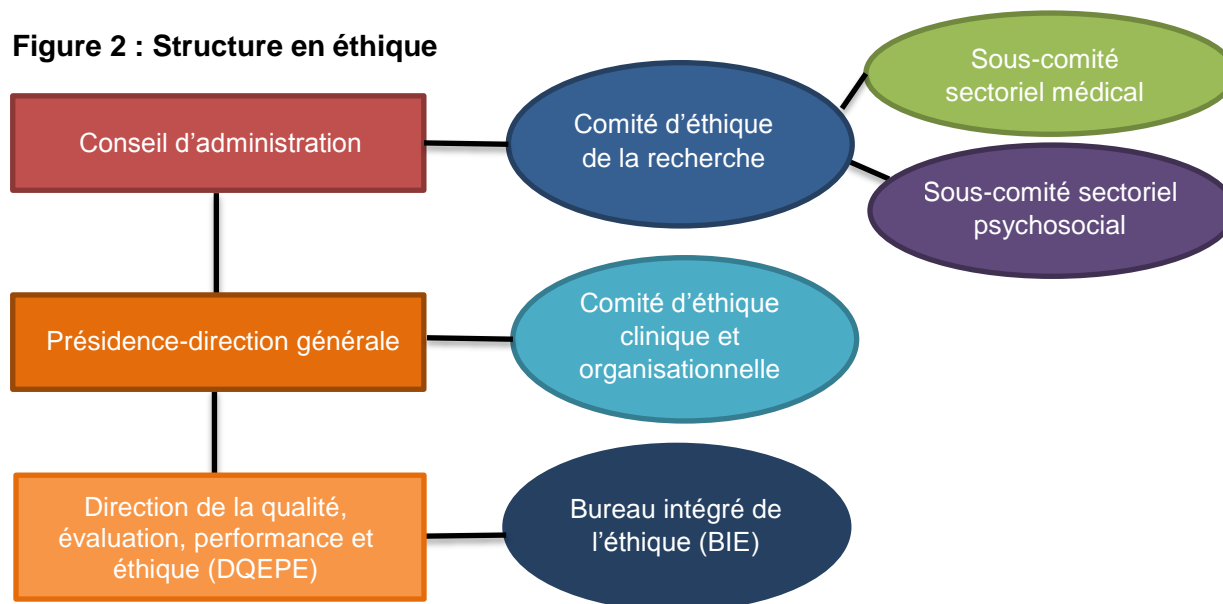 Figure 2 : Structure en éthique
Conseil d'administration
Comité d'éthique
de la recherche
Sous-comité
sectoriel médical
Sous-comité sectoriel
psychosocial
Présidence-direction générale
Comité d'éthique
clinique et
organisationnelle
Direction de la qualité,
évaluation, performance et
éthique (DQEPE)
Bureau intégré de
l'éthique (BIE)